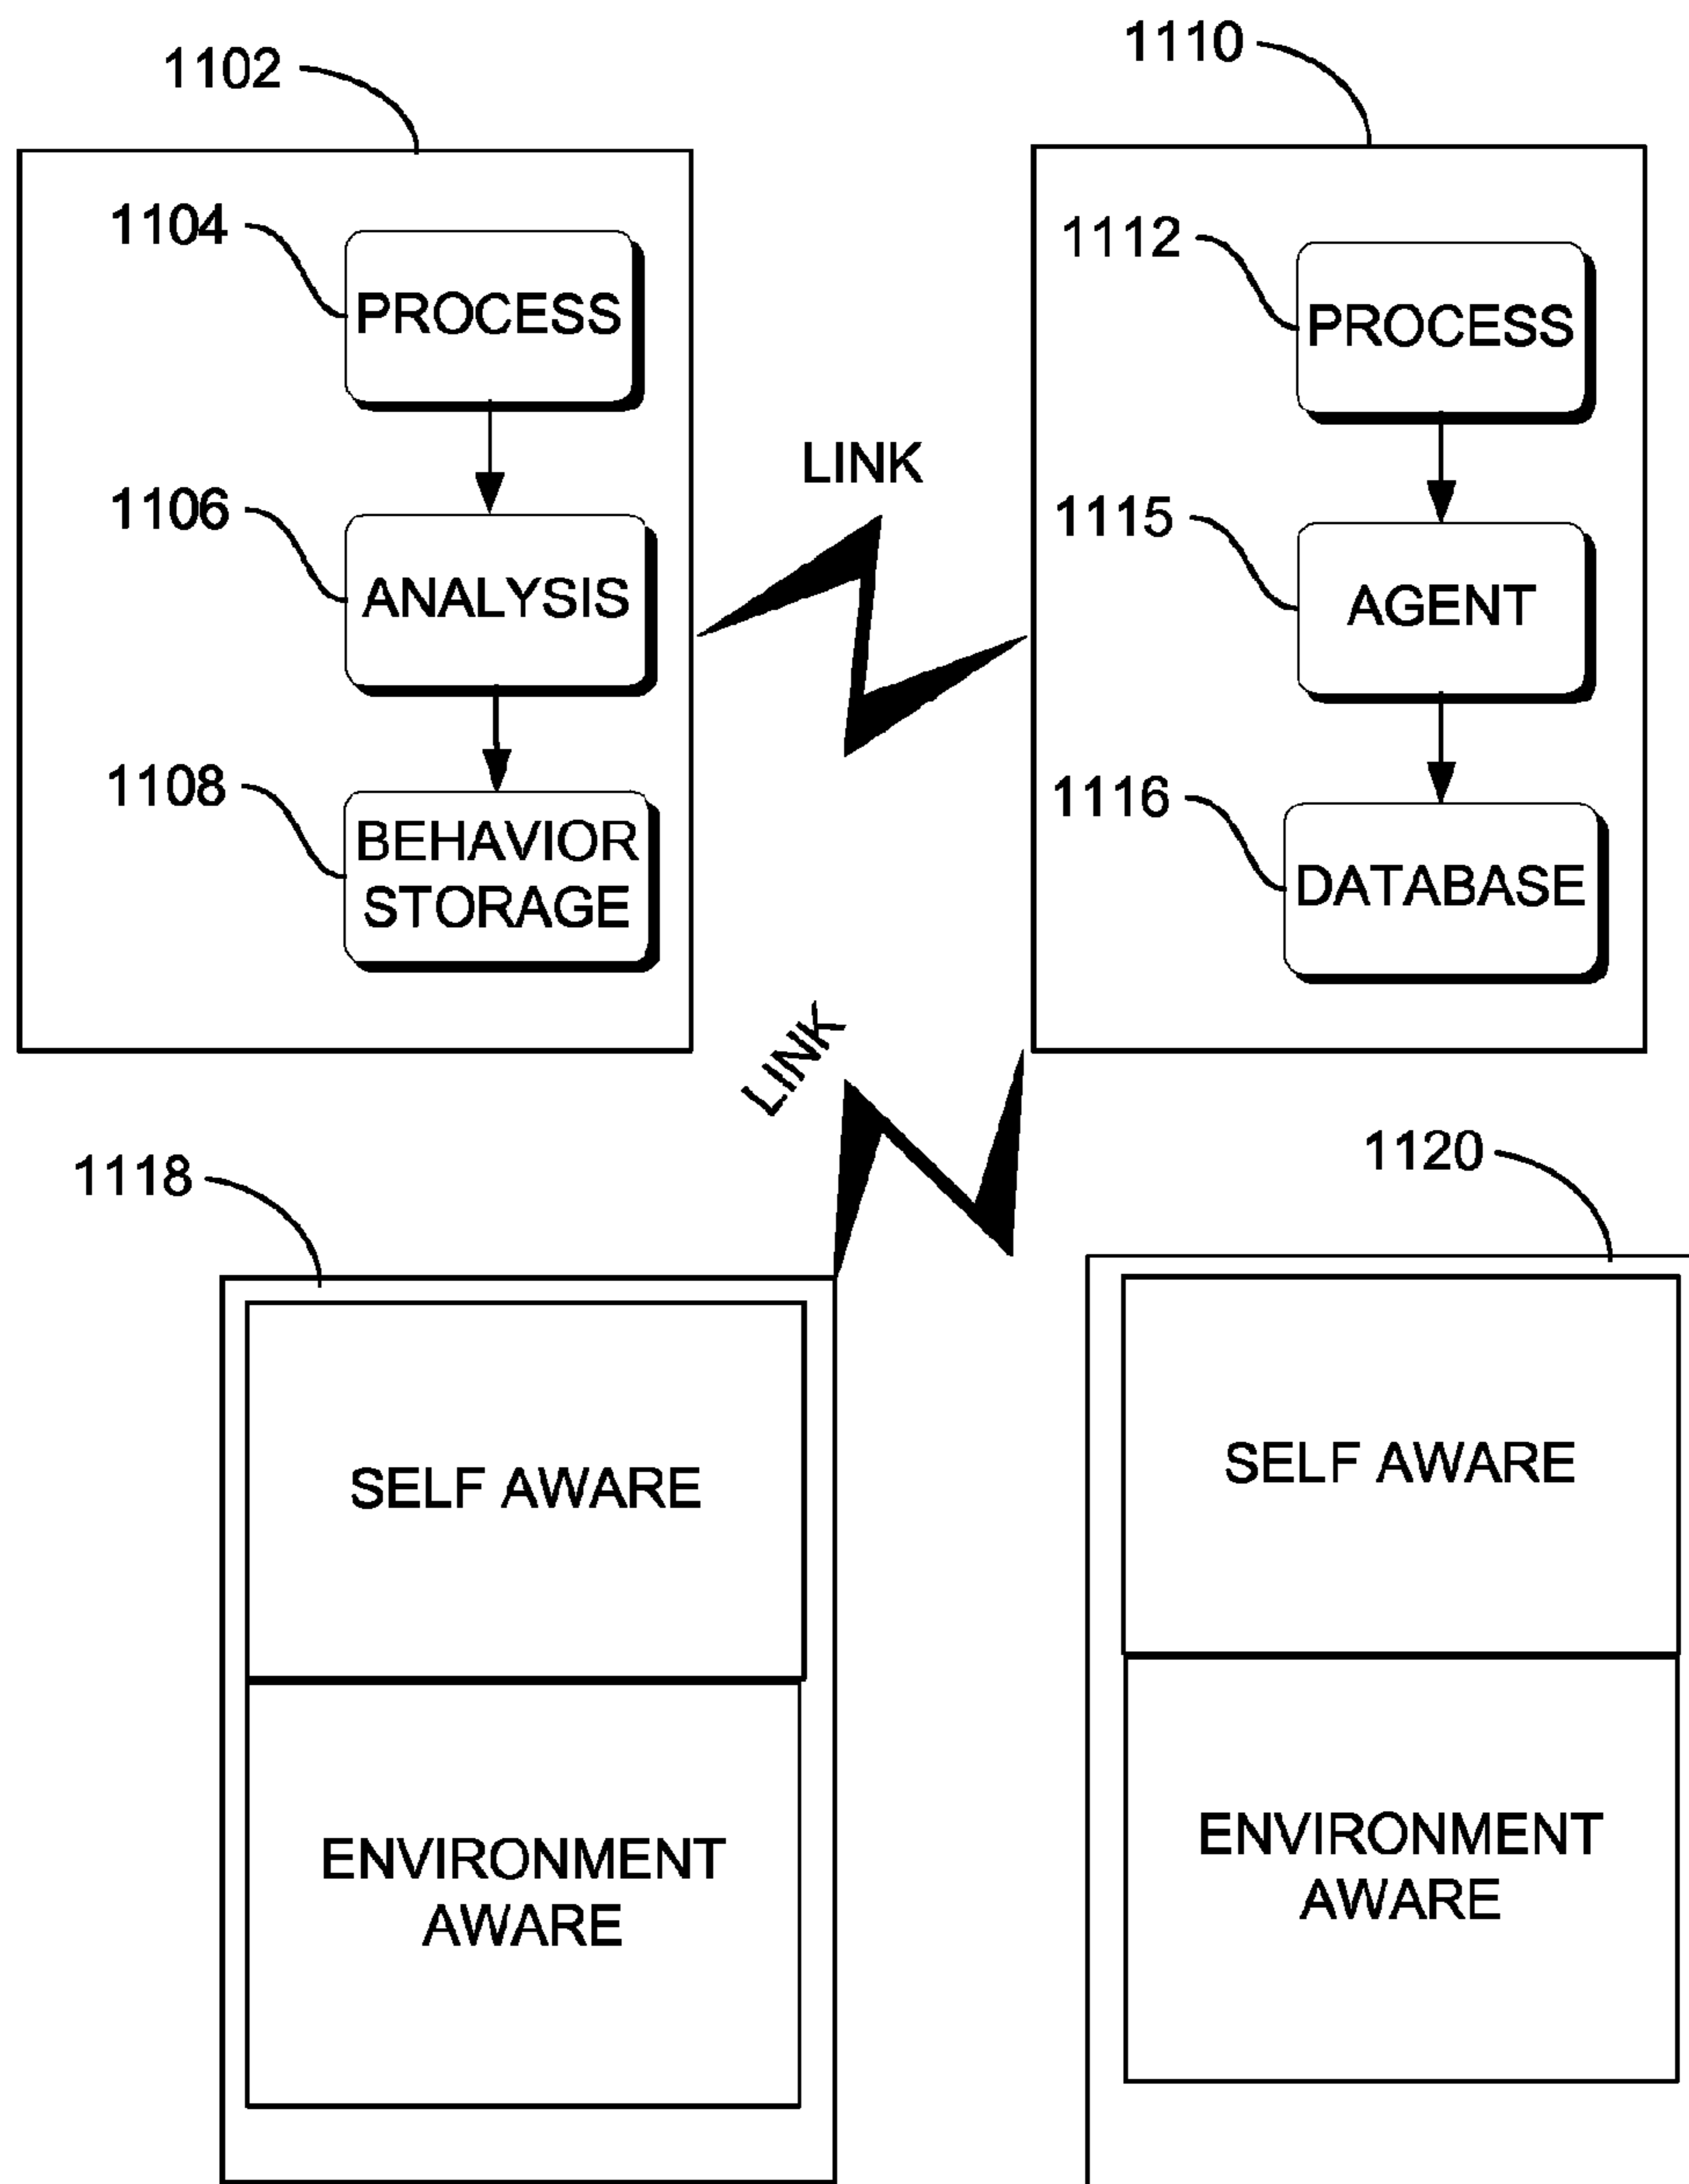 1102
1110
1104
PROCESS
1112
PROCESS
LINK
1106
ANALYSIS
1115
AGENT
1108
BEHAVIOR
STORAGE
1116
DATABASE
LINK
1118
1120
SELF AWARE
SELF AWARE
ENVIRONMENT
AWARE
ENVIRONMENT
AWARE